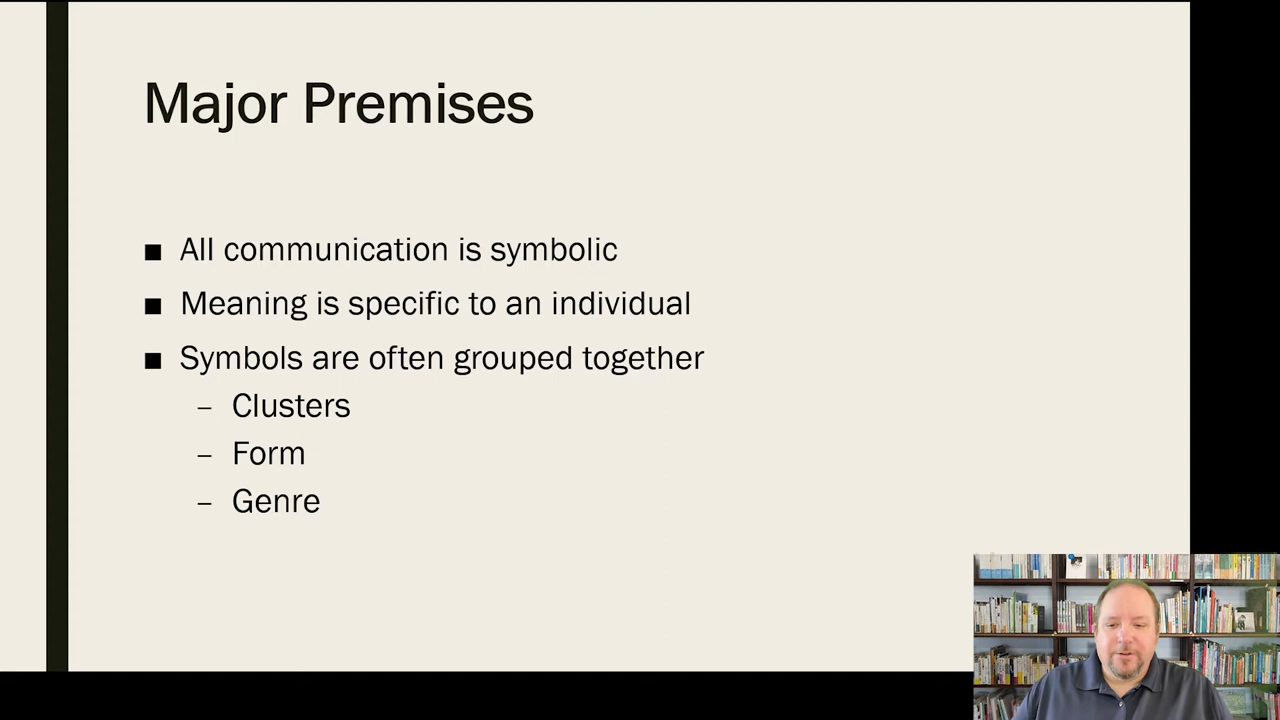 Major Premises
■ All communication is symbolic
■ Meaning is specific to an individual
■ Symbols are often grouped together
– Clusters
– Form
– Genre